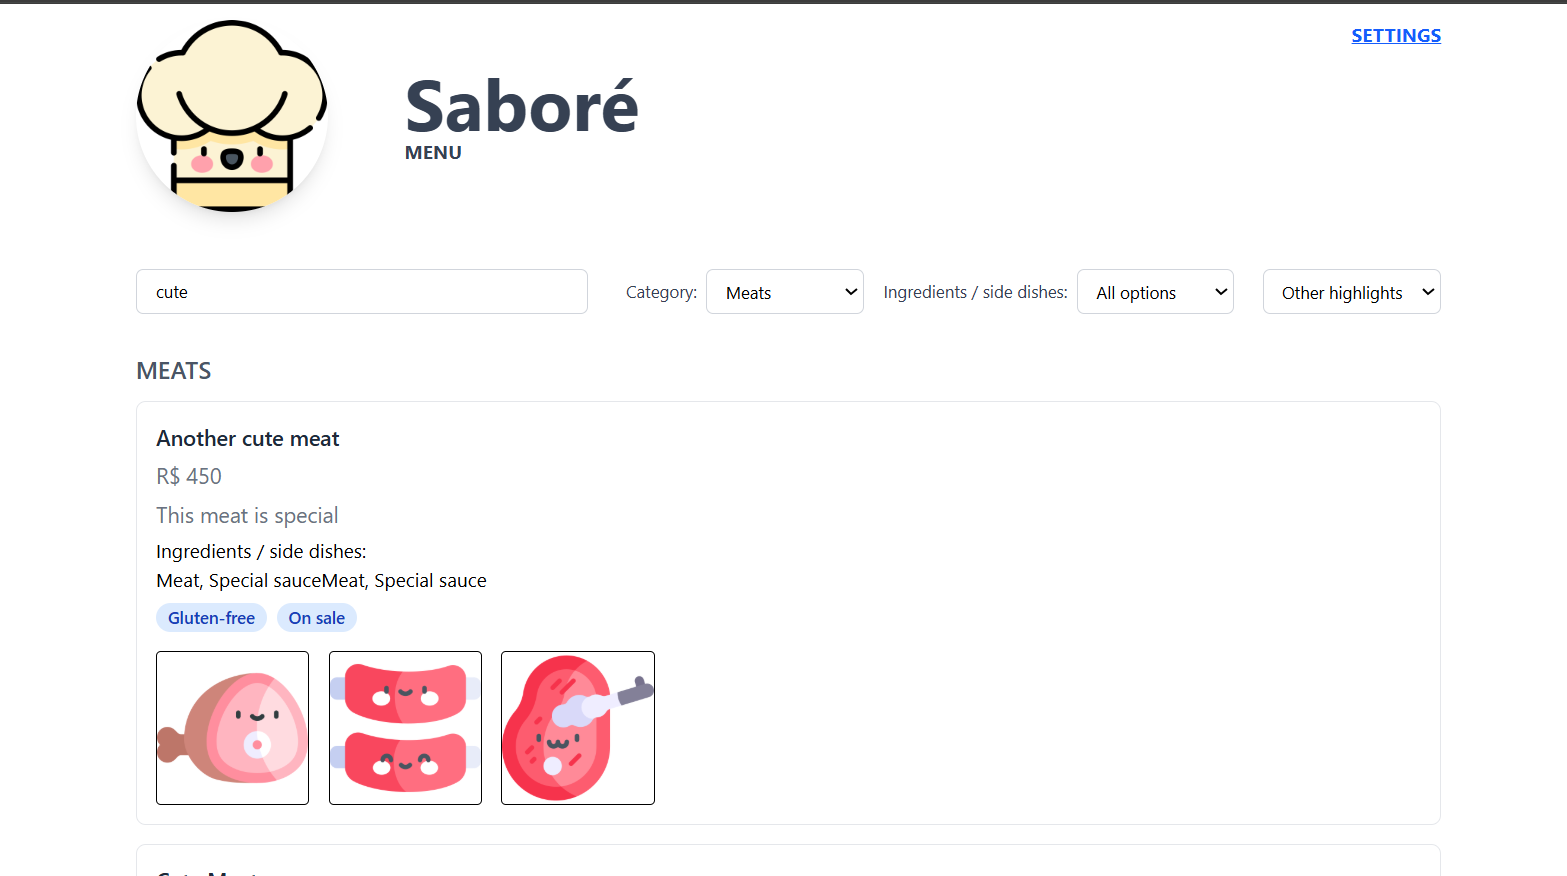 SETTINGS
Saboré
MENU
cute
Category:
Meats
Ingredients / side dishes:
All options
Other highlights
MEATS
Another cute meat
R$ 450
This meat is special
Ingredients / side dishes:
Meat, Special sauceMeat, Special sauce
Gluten-free
On sale